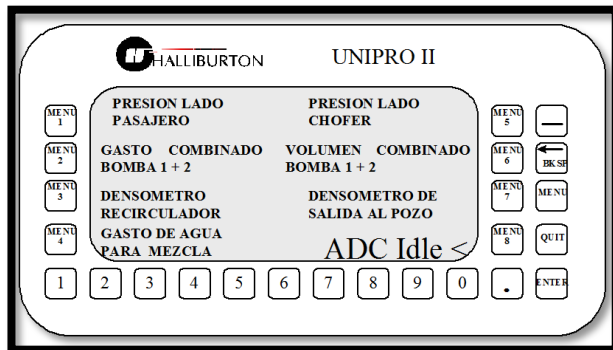 HALLIBURTON UNIPRO II
MENU 1
MENU 2
MENU 3
MENU 4
PRESION LADO PASAJERO
PRESION LADO CHOFER
GASTO COMBINADO BOMBA 1 + 2
VOLUMEN COMBINADO BOMBA 1 + 2
DENSOMETRO RECIRCULADOR
DENSOMETRO DE SALIDA AL POZO
GASTO DE AGUA PARA MEZCLA
ADC Idle <
MENU 5
MENU 6
MENU 7
MENU 8
—
← BK SP
MENU
QUIT
ENTER
1 2 3 4 5 6 7 8 9 0 .